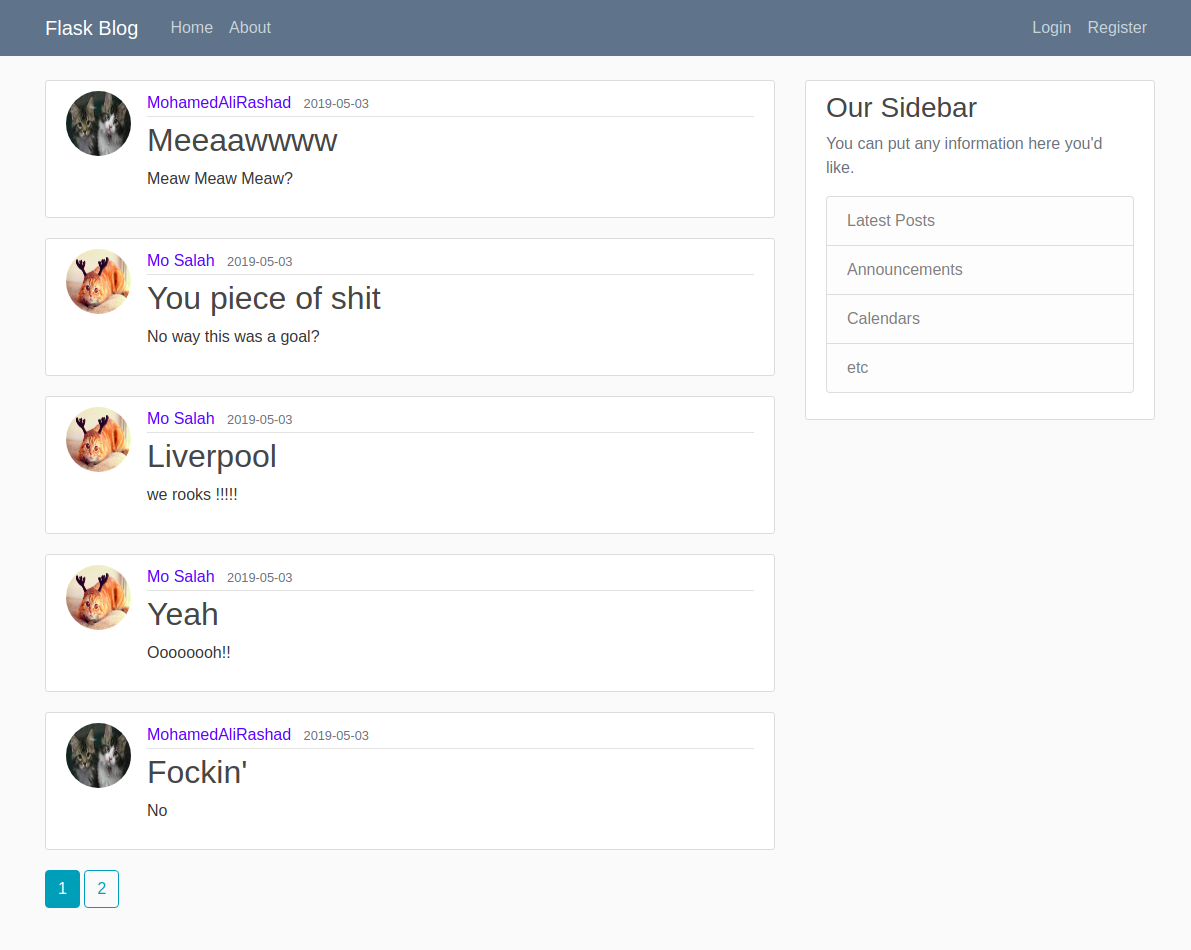 Flask Blog Home About Login Register
MohamedAliRashad 2019-05-03
Meeaawwww
Meaw Meaw Meaw?
Mo Salah 2019-05-03
You piece of shit
No way this was a goal?
Mo Salah 2019-05-03
Liverpool
we rooks !!!!!
Mo Salah 2019-05-03
Yeah
Oooooooh!!
MohamedAliRashad 2019-05-03
Fockin'
No
1 2
Our Sidebar
You can put any information here you'd
like.
Latest Posts
Announcements
Calendars
etc